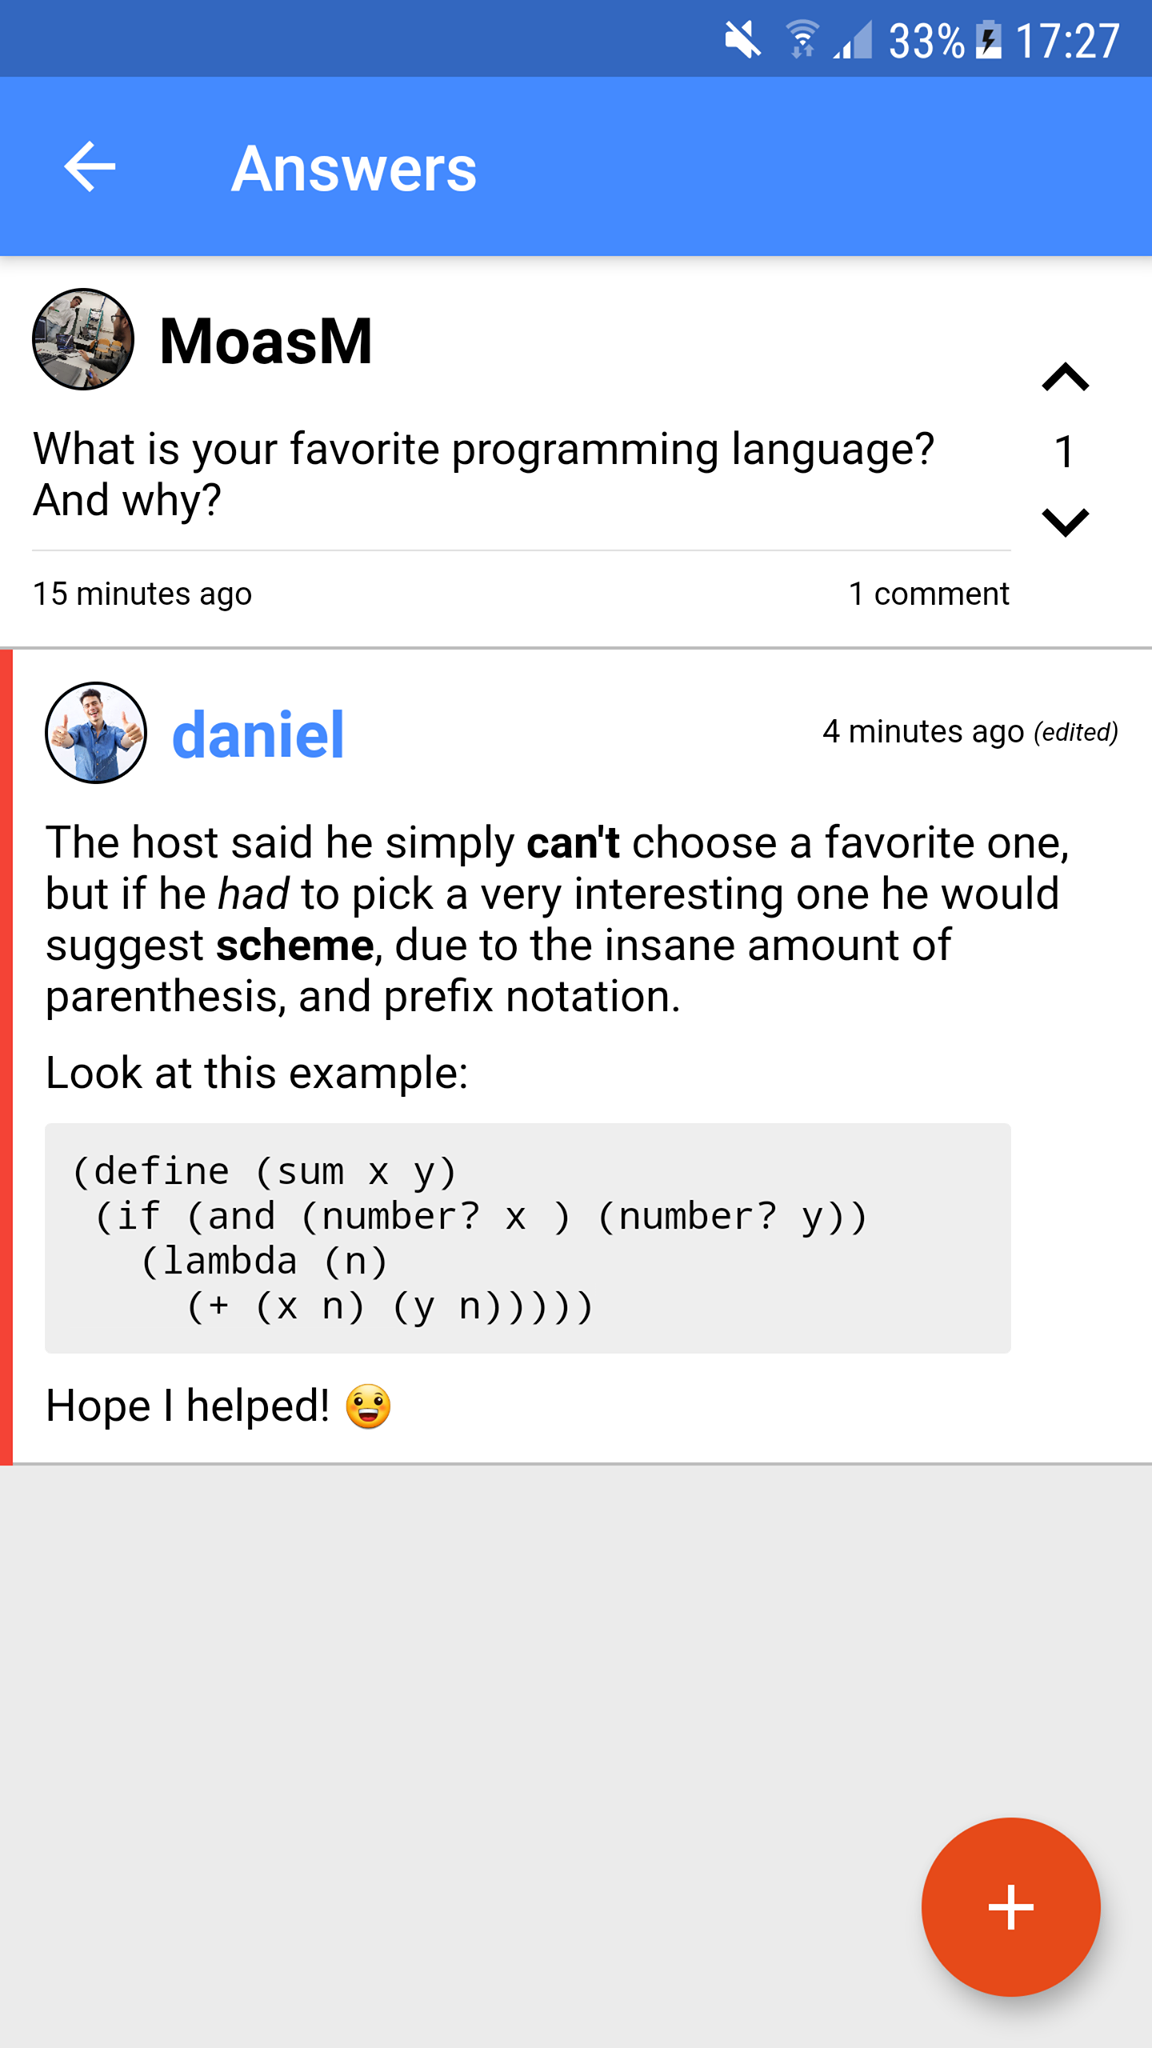 33% 17:27
Answers
MoasM
What is your favorite programming language?
And why?
1
15 minutes ago 1 comment
daniel 4 minutes ago (edited)
The host said he simply can't choose a favorite one,
but if he had to pick a very interesting one he would
suggest scheme, due to the insane amount of
parenthesis, and prefix notation.
Look at this example:
(define (sum x y)
(if (and (number? x ) (number? y))
(lambda (n)
(+ (x n) (y n)))))
Hope I helped! 😀